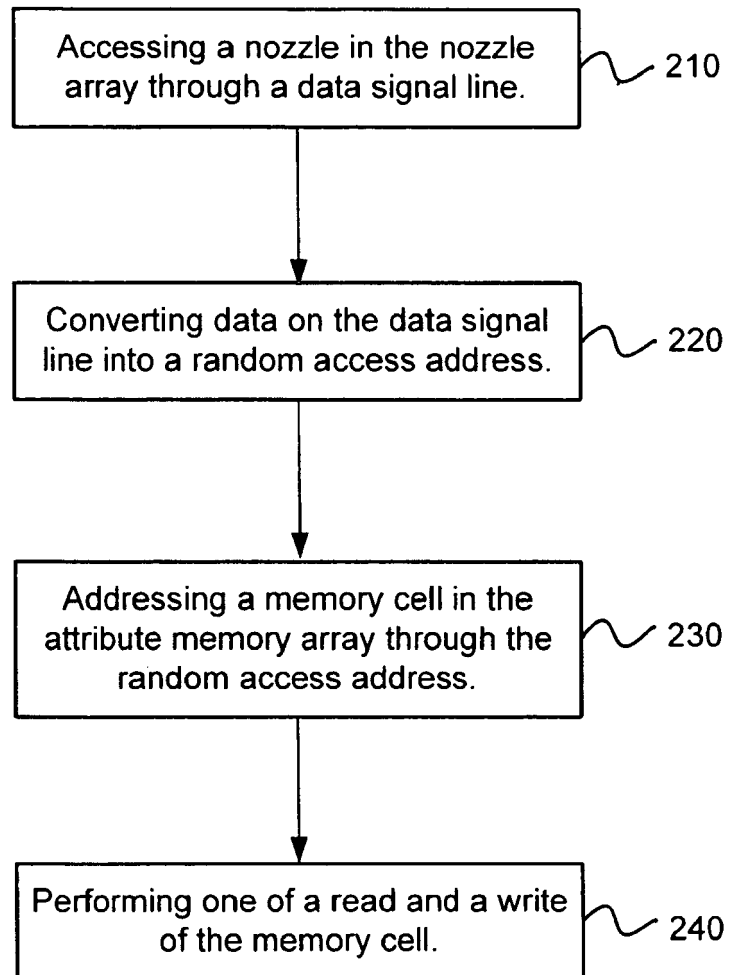 Accessing a nozzle in the nozzle
array through a data signal line.
210
Converting data on the data signal
line into a random access address.
220
Addressing a memory cell in the
attribute memory array through the
random access address.
230
Performing one of a read and a write
of the memory cell.
240